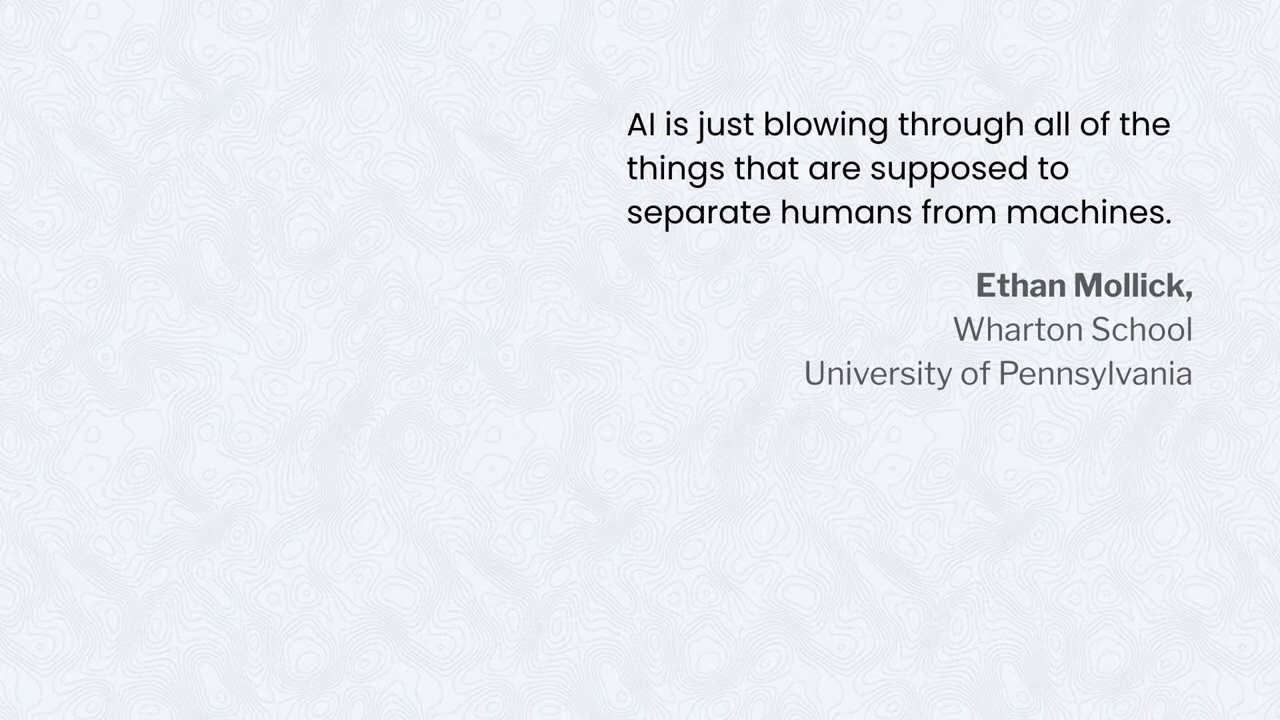 AI is just blowing through all of the
things that are supposed to
separate humans from machines.
Ethan Mollick,
Wharton School
University of Pennsylvania